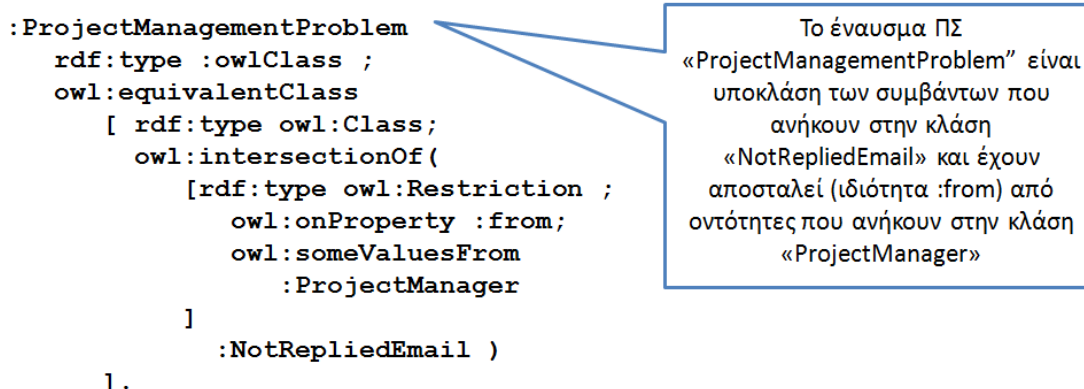 :ProjectManagementProblem
rdf:type :owlClass ;
owl:equivalentClass
[ rdf:type owl:Class;
owl:intersectionOf(
[rdf:type owl:Restriction ;
owl:onProperty :from;
owl:someValuesFrom
:ProjectManager
]
:NotRepliedEmail )
].
Το έναυσμα ΠΣ
«ProjectManagementProblem” είναι
υποκλάση των συμβάντων που
ανήκουν στην κλάση
«NotRepliedEmail» και έχουν
αποσταλεί (ιδιότητα :from) από
οντότητες που ανήκουν στην κλάση
«ProjectManager»